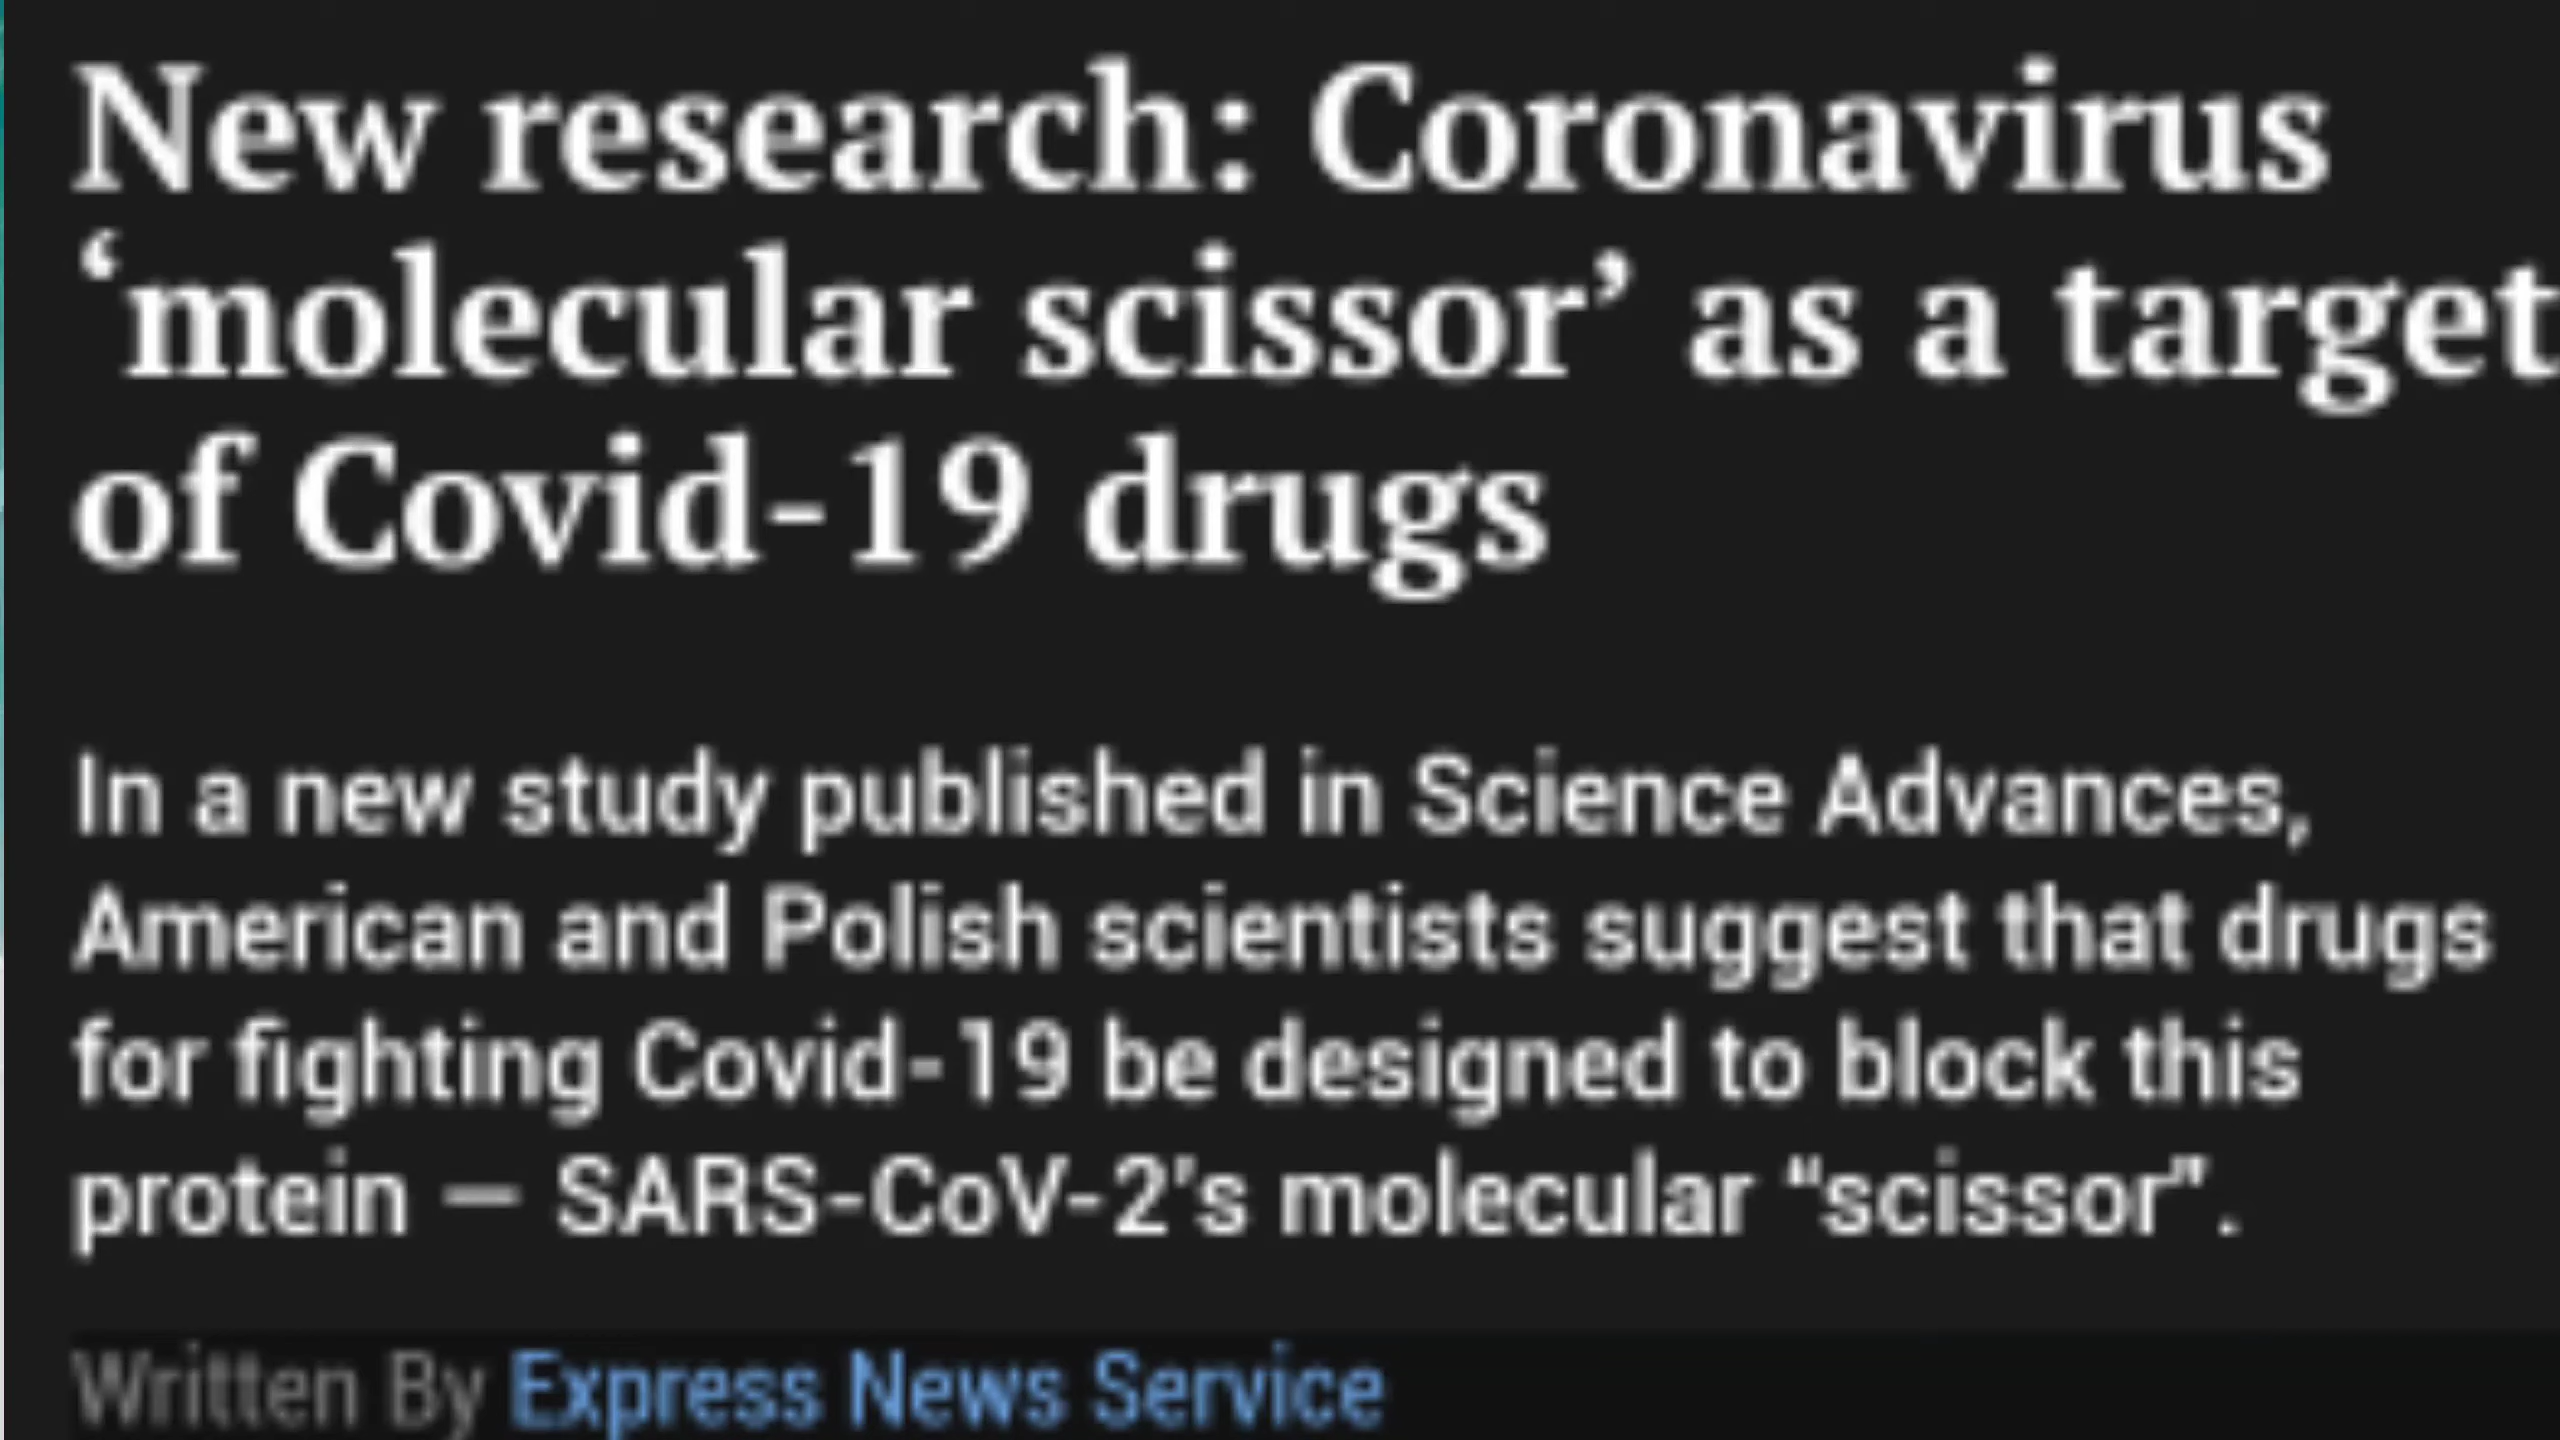 New research: Coronavirus
‘molecular scissor’ as a target
of Covid-19 drugs
In a new study published in Science Advances,
American and Polish scientists suggest that drugs
for fighting Covid-19 be designed to block this
protein — SARS-CoV-2’s molecular “scissor”.
Written By Express News Service